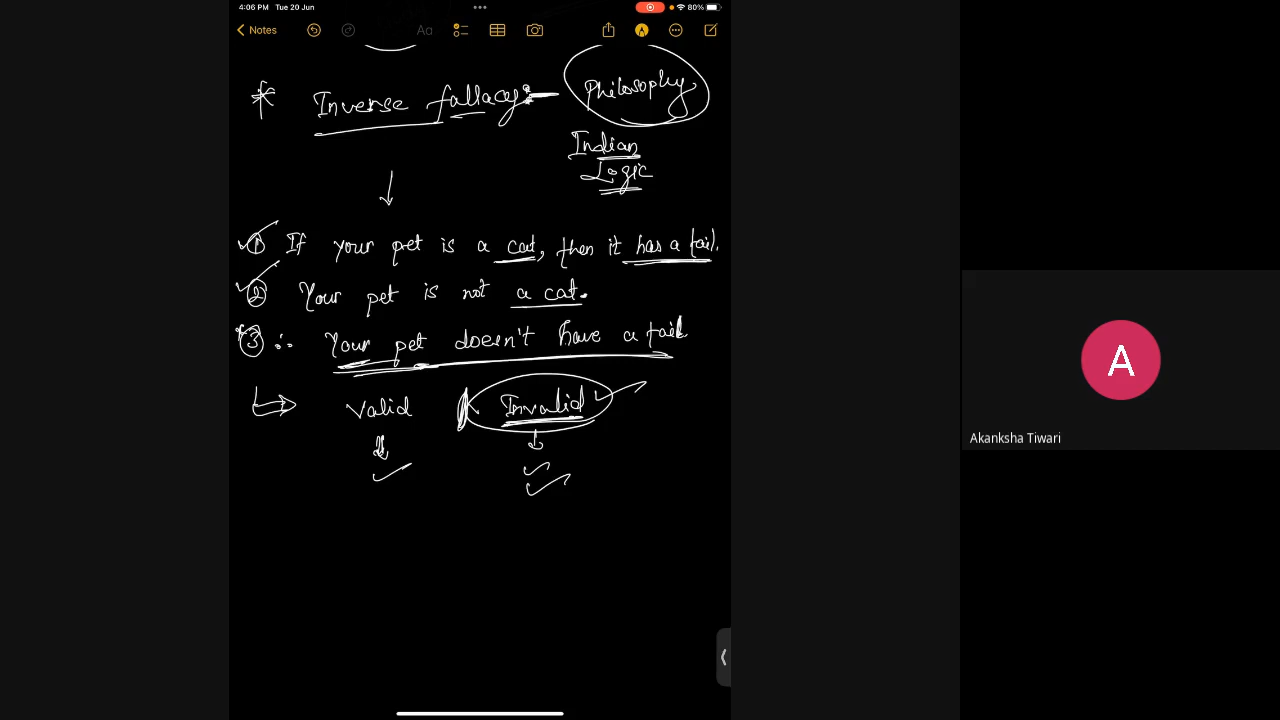 4:06 PM Tue 20 Jun
80%
Notes
Aa
* Inverse fallacy:- Philosophy
Indian
Logic
① If your pet is a cat, then it has a tail.
② Your pet is not a cat.
③ ∴ Your pet doesn't have a tail
Valid Invalid
A
Akanksha Tiwari